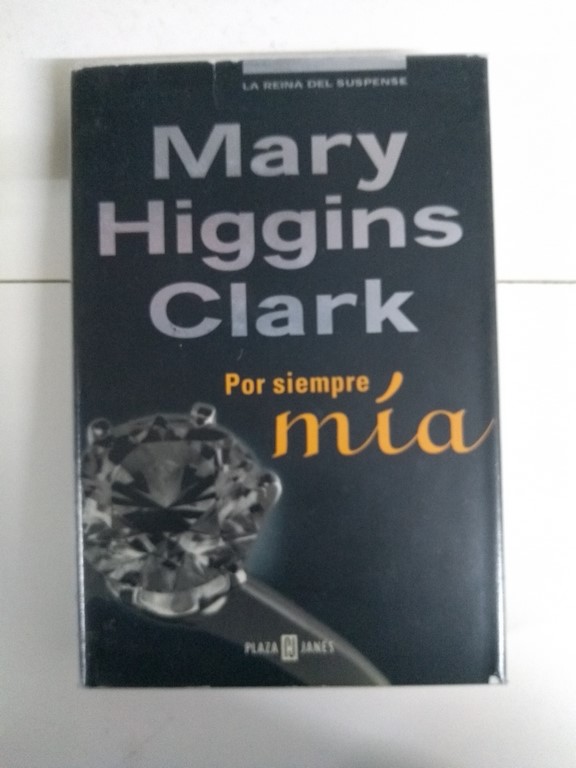 LA REINA DEL SUSPENSE
Mary
Higgins
Clark
Por siempre
mía
PLAZA JANÉS